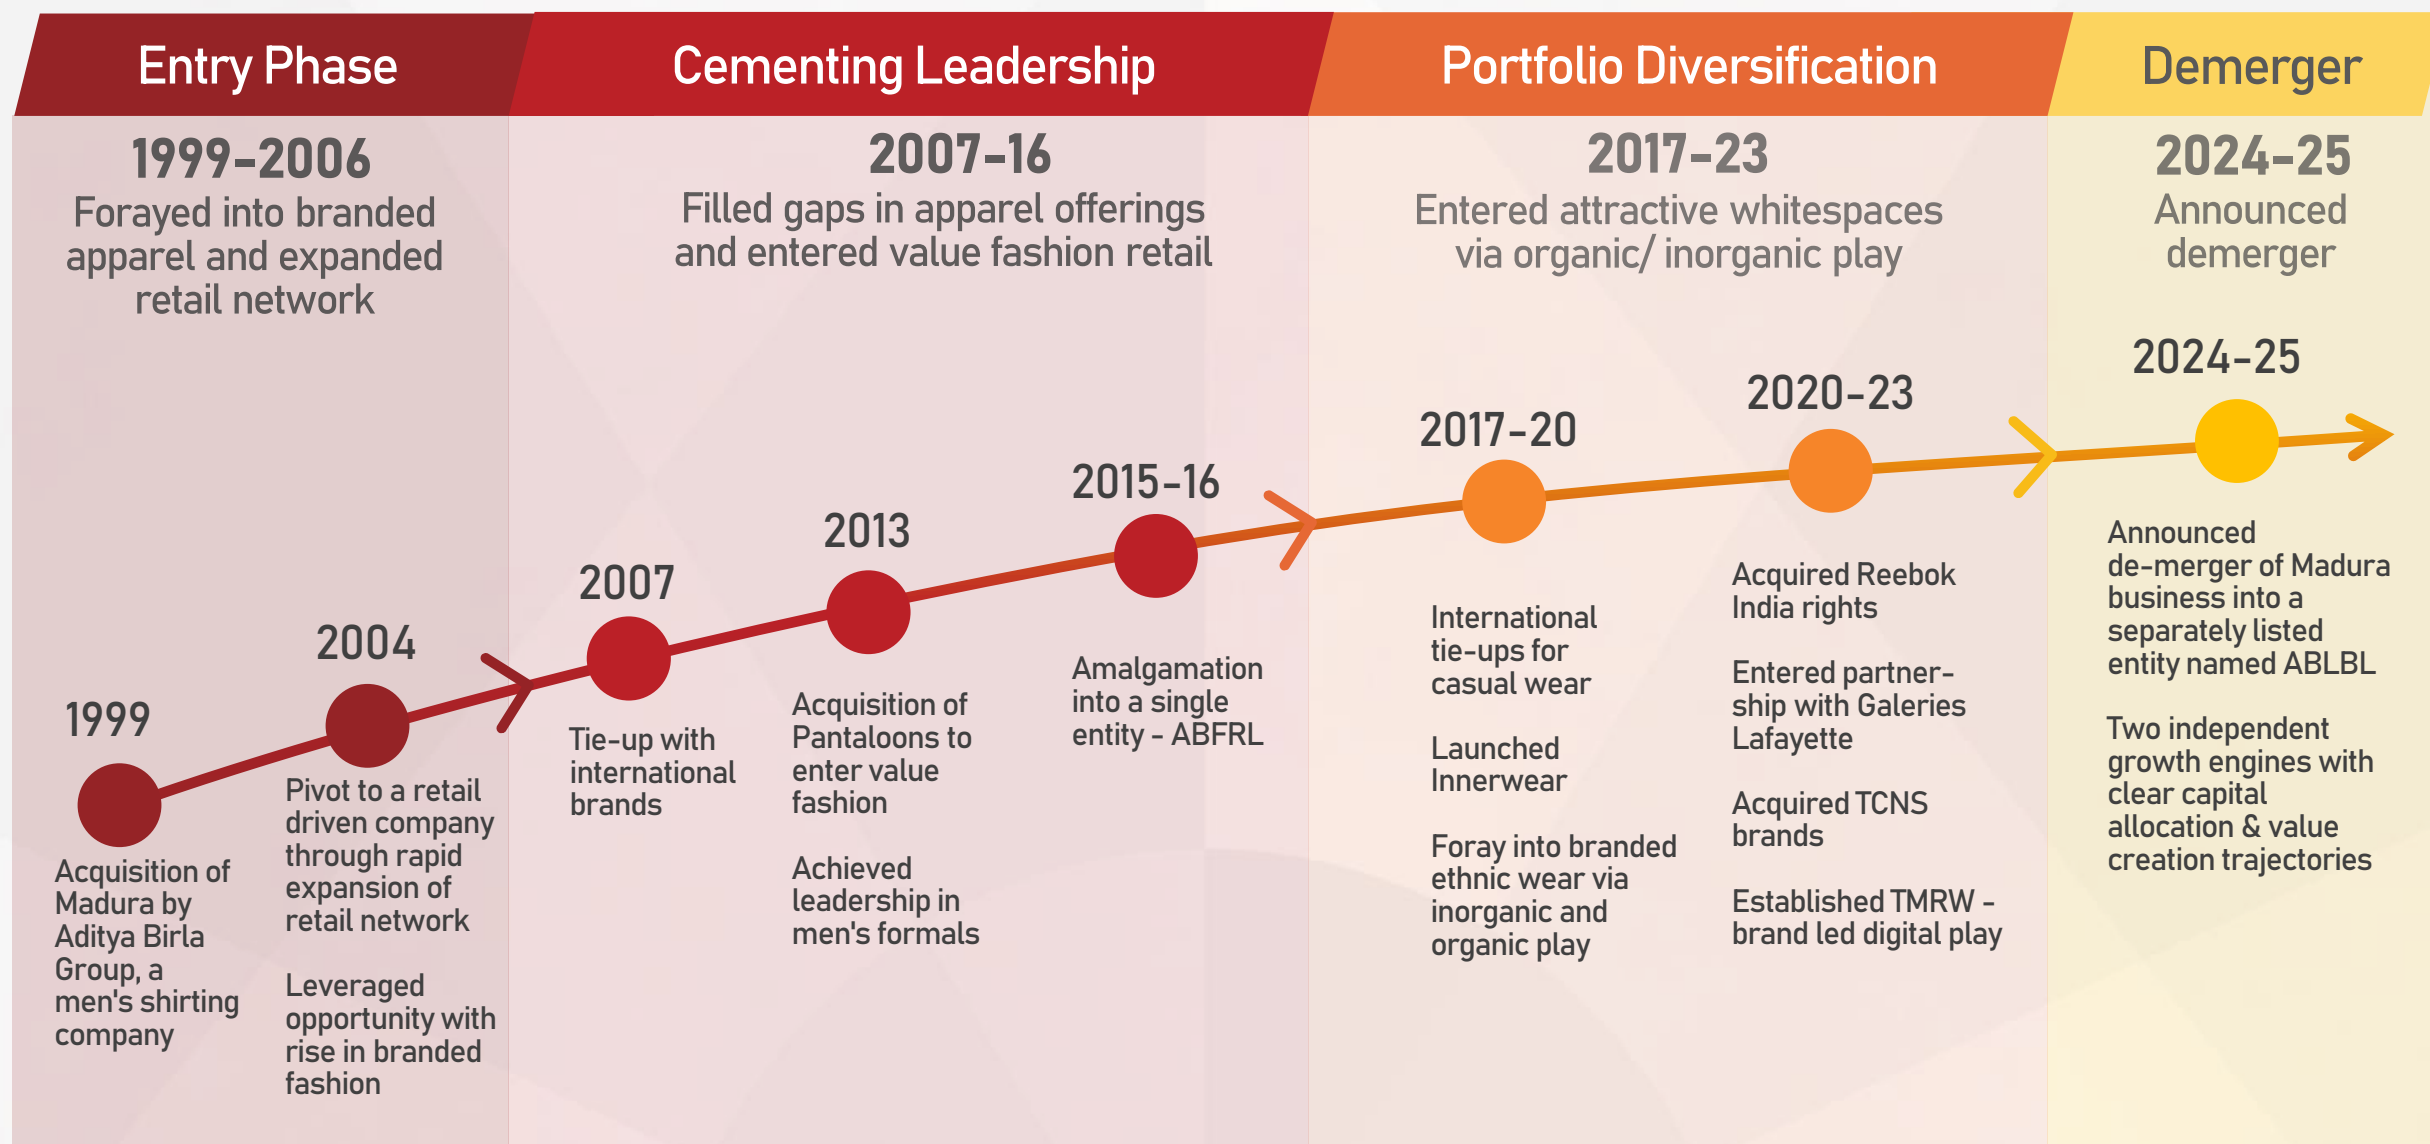 Entry Phase
Cementing Leadership
Portfolio Diversification
Demerger
1999-2006
Forayed into branded
apparel and expanded
retail network
2007-16
Filled gaps in apparel offerings
and entered value fashion retail
2017-23
Entered attractive whitespaces
via organic/ inorganic play
2024-25
Announced
demerger
1999
Acquisition of
Madura by
Aditya Birla
Group, a
men's shirting
company
2004
Pivot to a retail
driven company
through rapid
expansion of
retail network
Leveraged
opportunity with
rise in branded
fashion
2007
Tie-up with
international
brands
2013
Acquisition of
Pantaloons to
enter value
fashion
Achieved
leadership in
men's formals
2015-16
Amalgamation
into a single
entity - ABFRL
2017-20
International
tie-ups for
casual wear
Launched
Innerwear
Foray into branded
ethnic wear via
inorganic and
organic play
2020-23
Acquired Reebok
India rights
Entered partner-
ship with Galeries
Lafayette
Acquired TCNS
brands
Established TMRW -
brand led digital play
2024-25
Announced
de-merger of Madura
business into a
separately listed
entity named ABLBL
Two independent
growth engines with
clear capital
allocation & value
creation trajectories